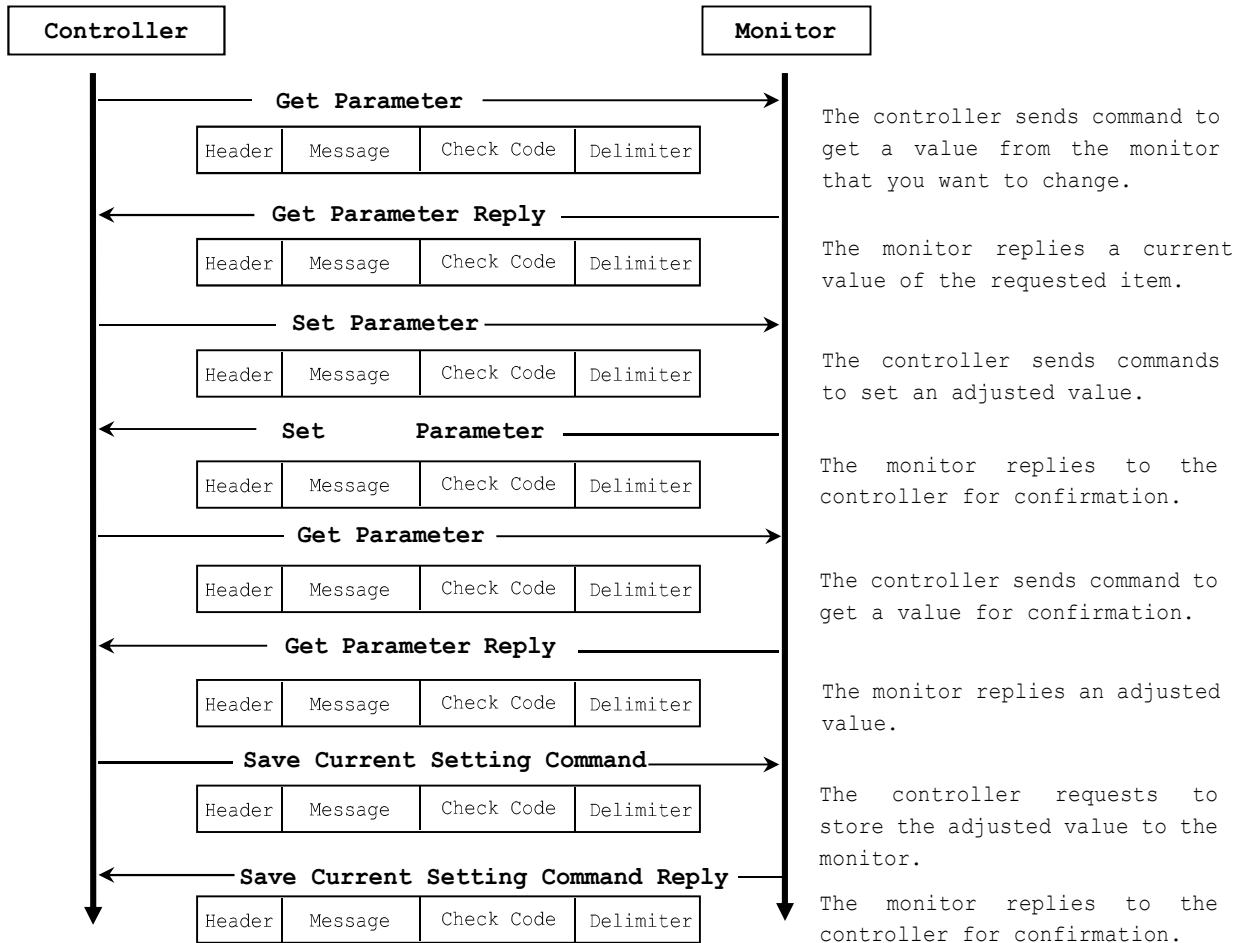 Controller
Monitor
Get Parameter
Header Message Check Code Delimiter
The controller sends command to
get a value from the monitor
that you want to change.
Get Parameter Reply
Header Message Check Code Delimiter
The monitor replies a current
value of the requested item.
Set Parameter
Header Message Check Code Delimiter
The controller sends commands
to set an adjusted value.
Set Parameter
Header Message Check Code Delimiter
The monitor replies to the
controller for confirmation.
Get Parameter
Header Message Check Code Delimiter
The controller sends command to
get a value for confirmation.
Get Parameter Reply
Header Message Check Code Delimiter
The monitor replies an adjusted
value.
Save Current Setting Command
Header Message Check Code Delimiter
The controller requests to
store the adjusted value to the
monitor.
Save Current Setting Command Reply
Header Message Check Code Delimiter
The monitor replies to the
controller for confirmation.